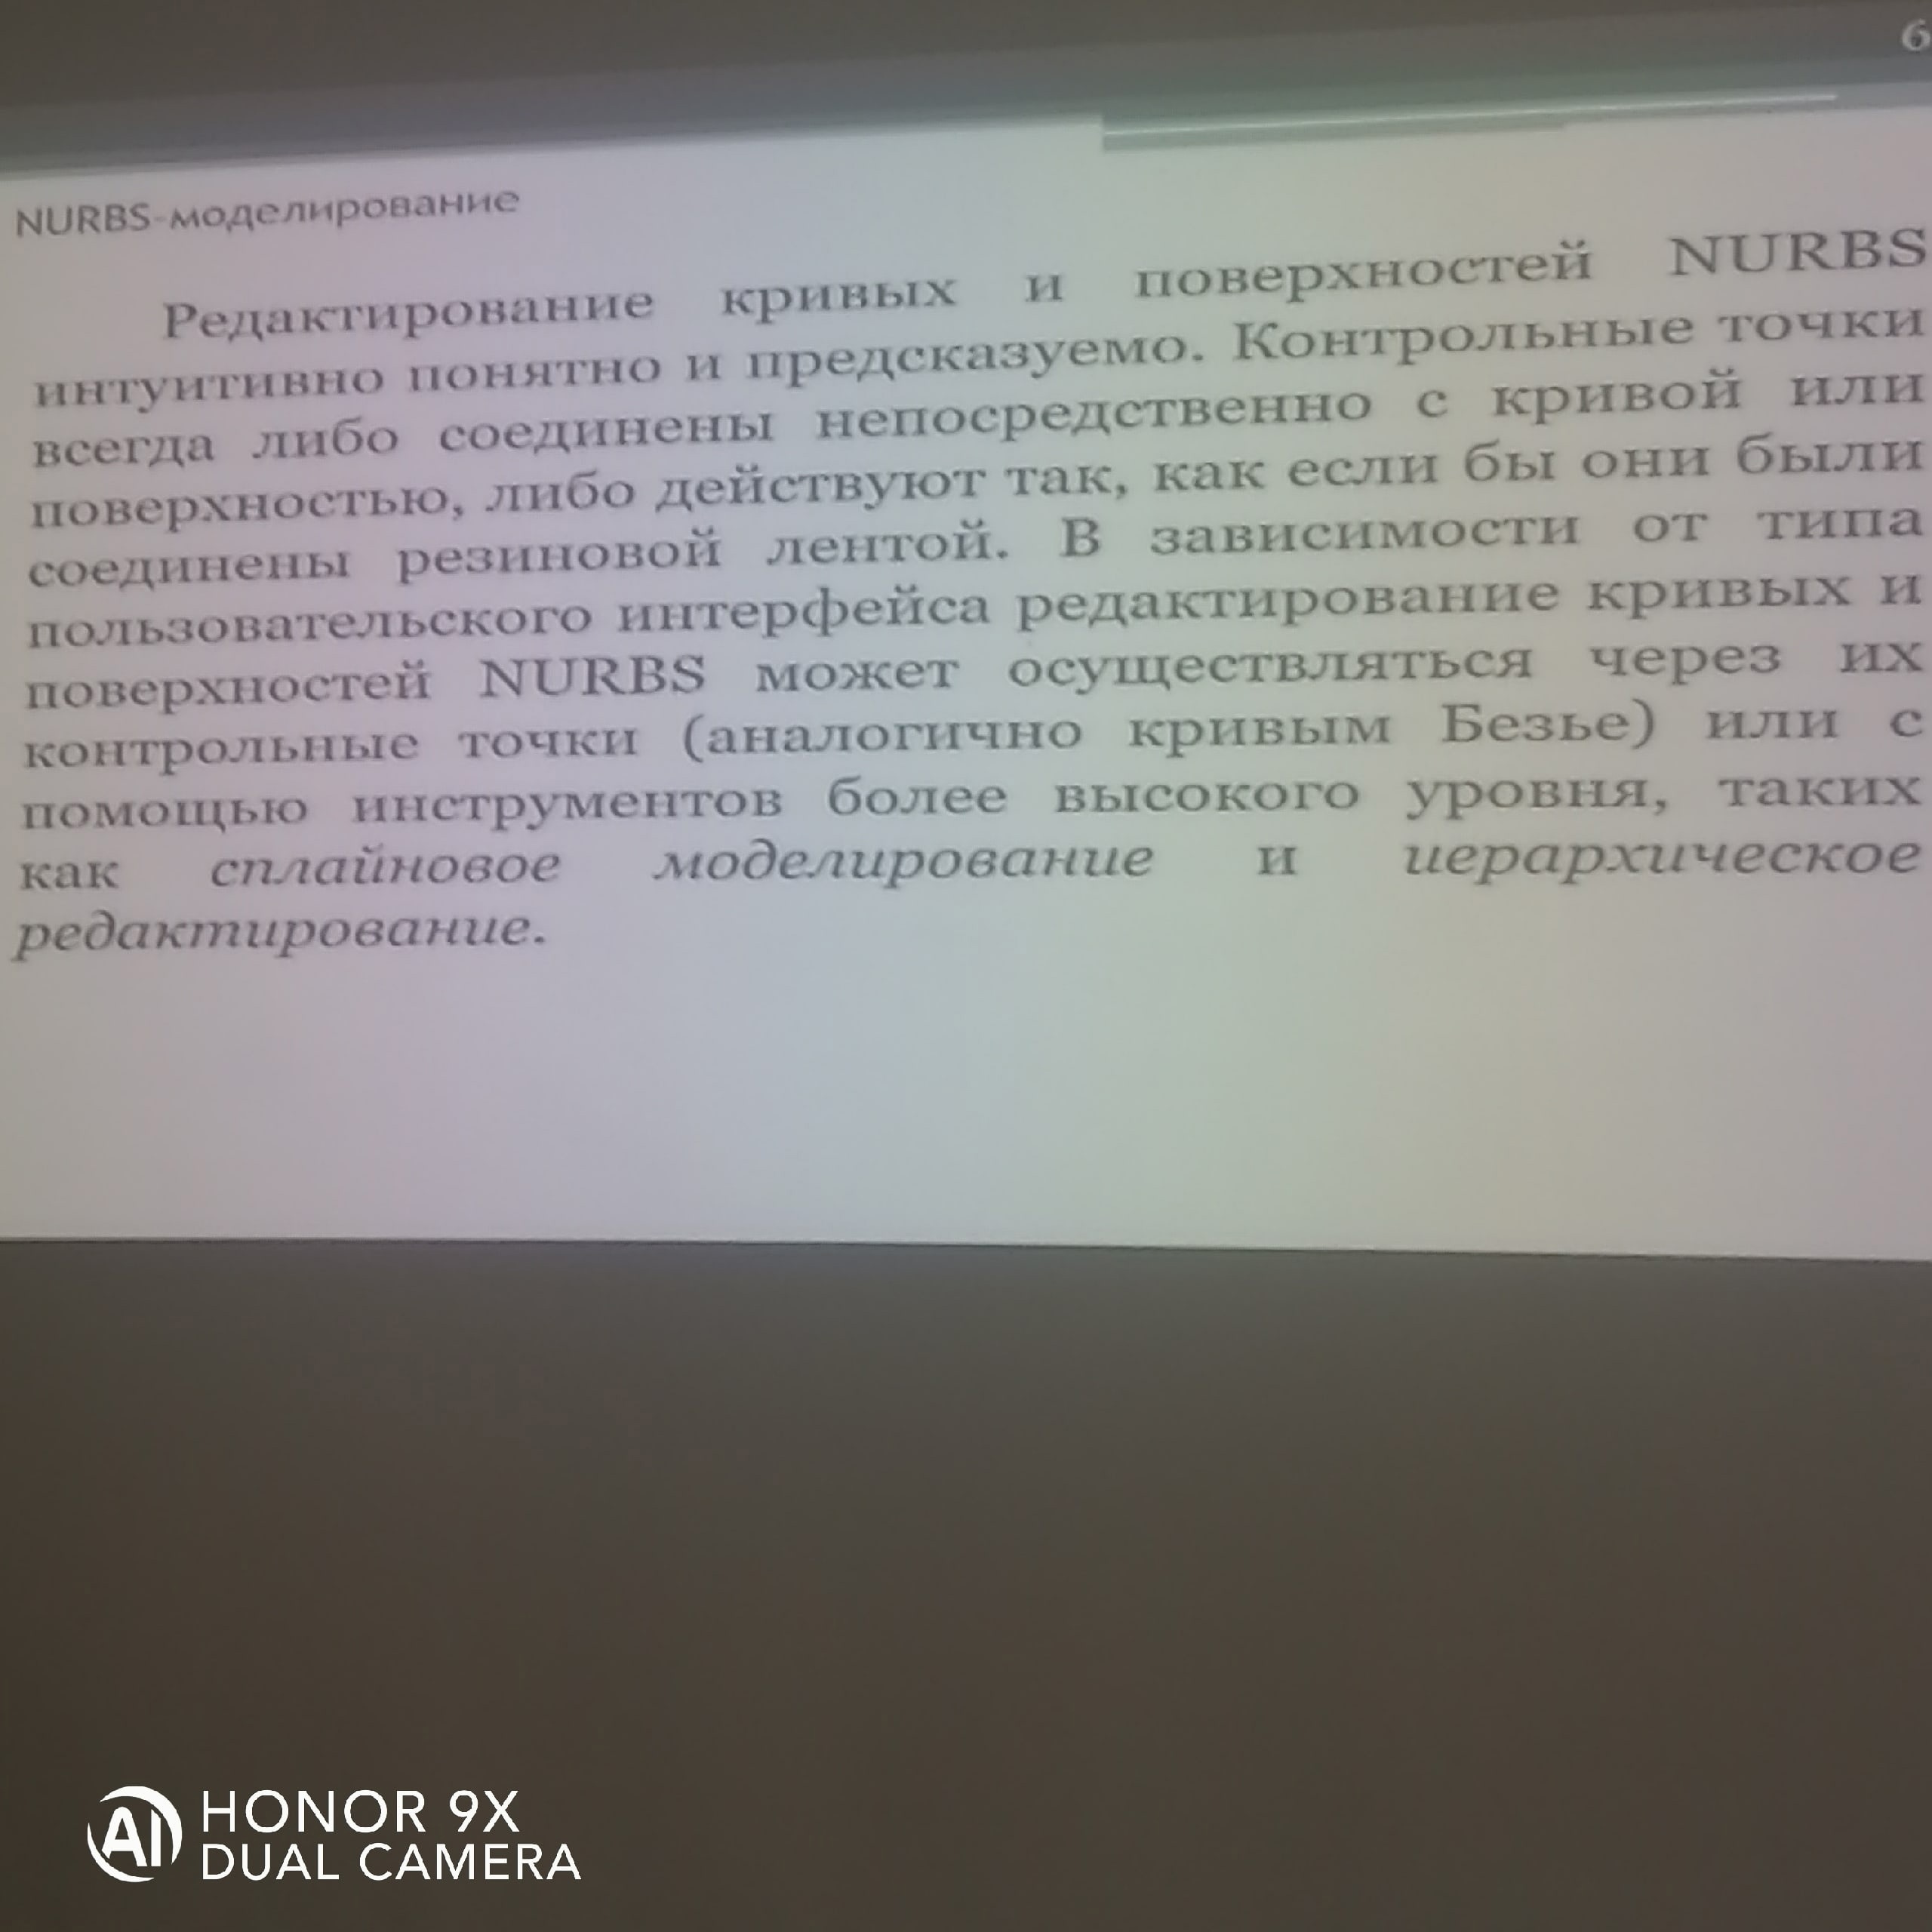 6
NURBS-моделирование
Редактирование кривых и поверхностей NURBS
интуитивно понятно и предсказуемо. Контрольные точки
всегда либо соединены непосредственно с кривой или
поверхностью, либо действуют так, как если бы они были
соединены резиновой лентой. В зависимости от типа
пользовательского интерфейса редактирование кривых и
поверхностей NURBS может осуществляться через их
контрольные точки (аналогично кривым Безье) или с
помощью инструментов более высокого уровня, таких
как сплайновое моделирование и иерархическое
редактирование.
AI HONOR 9X
DUAL CAMERA